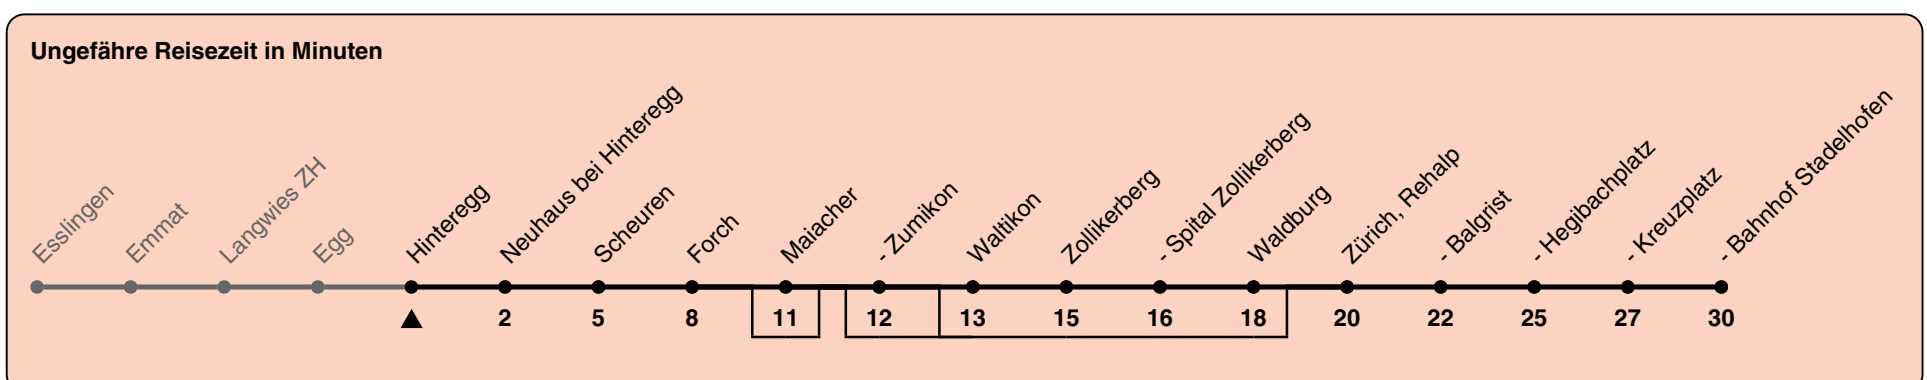 Ungefähre Reisezeit in Minuten
Esslingen
Emmat
Langwies ZH
Egg
Hinteregg
Neuhaus bei Hinteregg
Scheuren
Forch
Maiacher
- Zumikon
Waltikon
Zollikerberg
- Spital Zollikerberg
Waldburg
Zürich, Rehalp
- Balgrist
- Hegibachplatz
- Kreuzplatz
- Bahnhof Stadelhofen
2 5 8 11 12 13 15 16 18 20 22 25 27 30